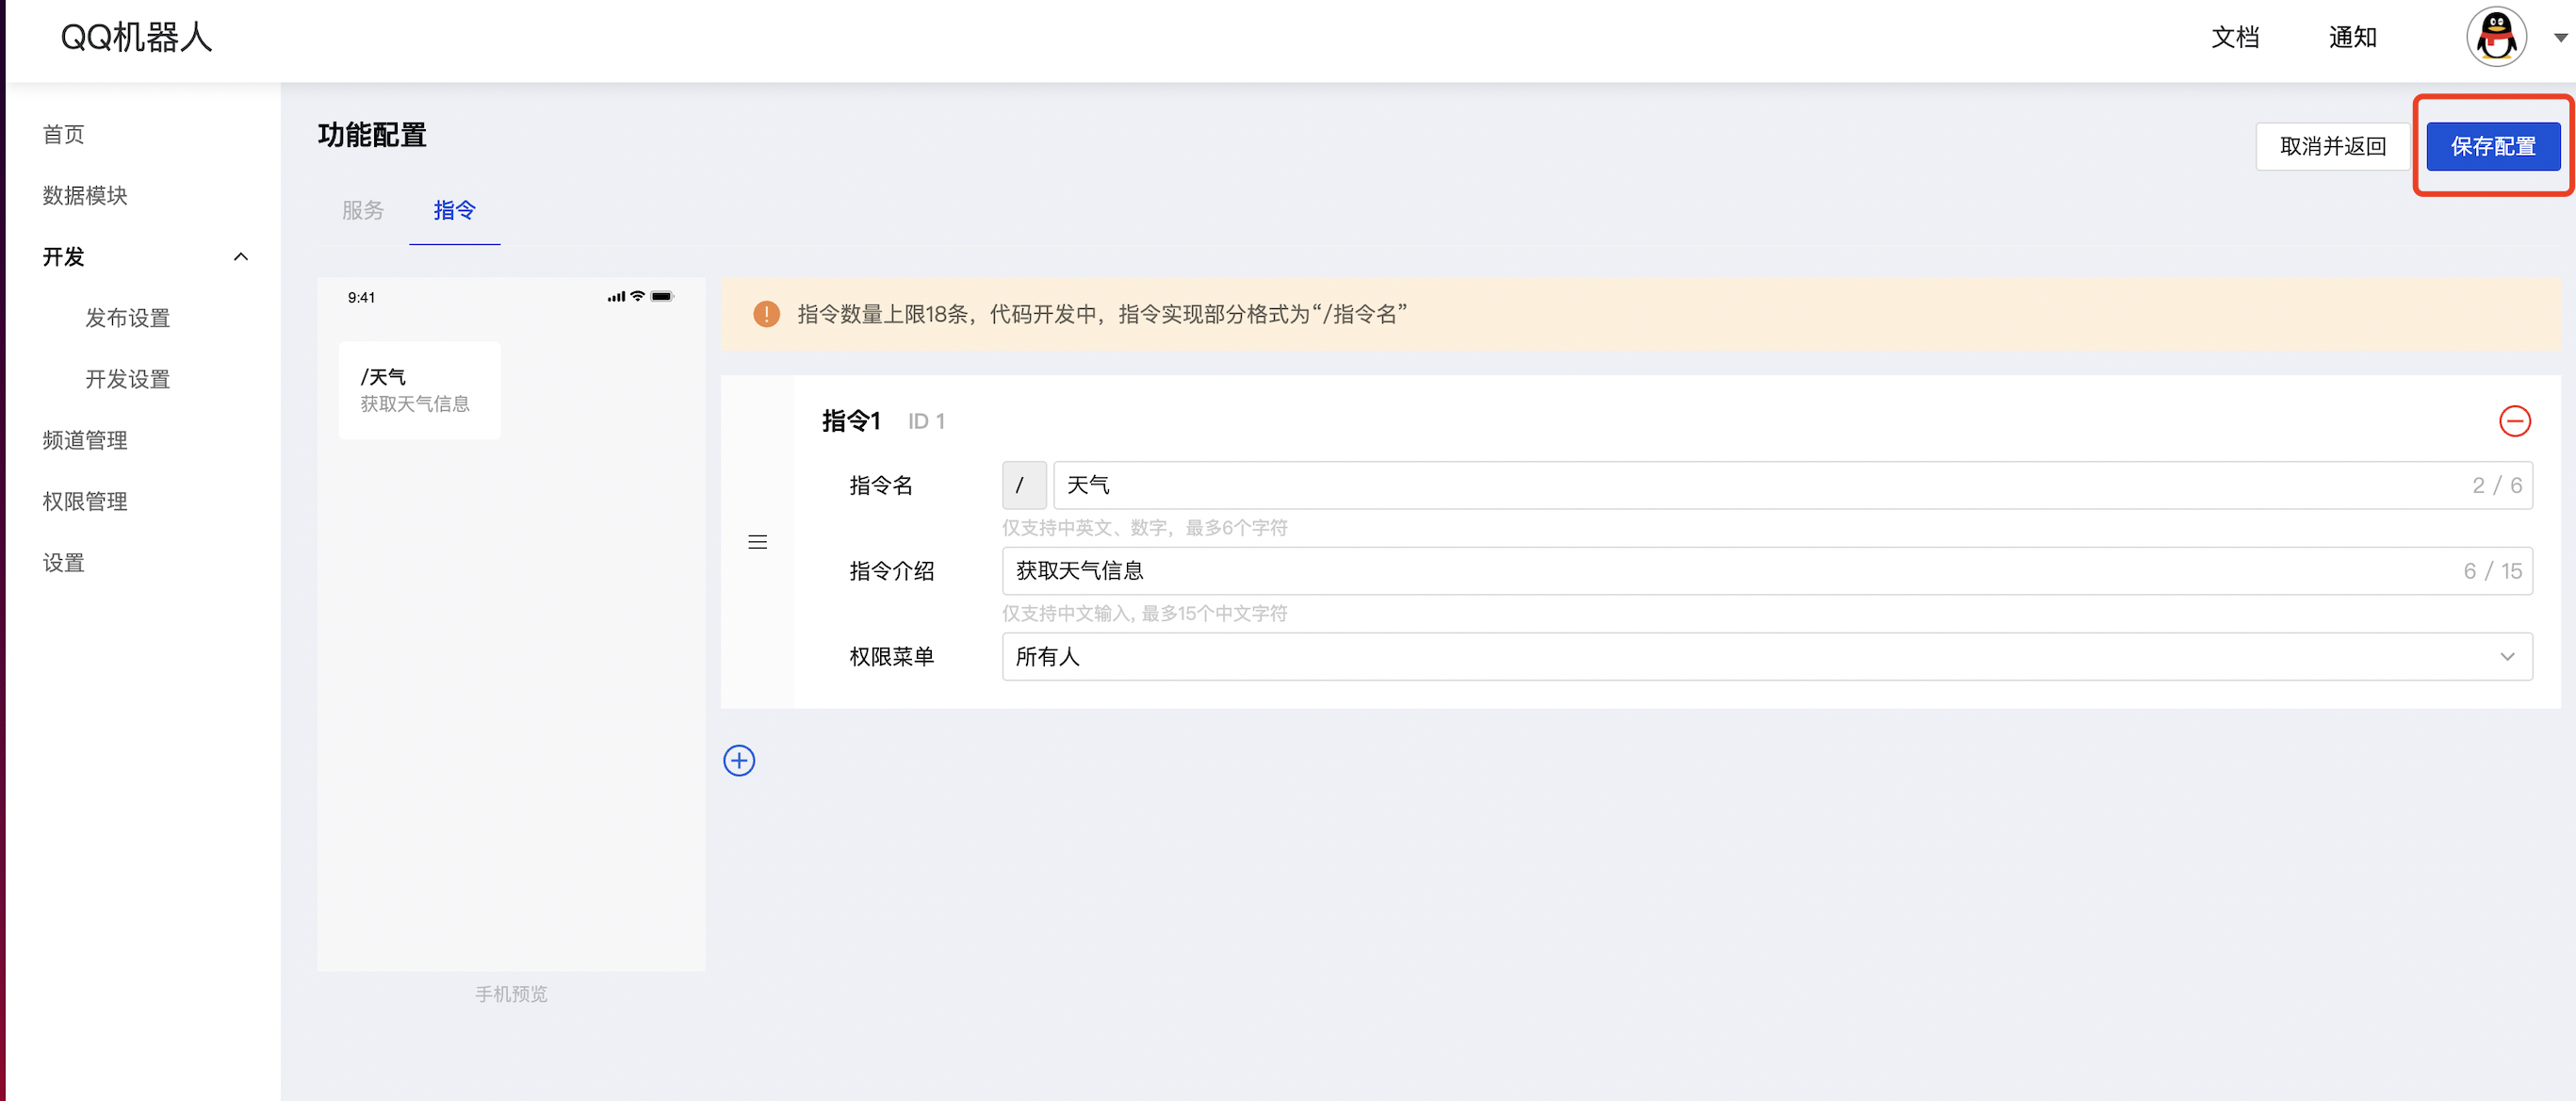 QQ机器人
文档
通知
首页
数据模块
开发
发布设置
开发设置
频道管理
权限管理
设置
功能配置
取消并返回
保存配置
服务
指令
9:41
/天气
获取天气信息
手机预览
指令数量上限18条，代码开发中，指令实现部分格式为“/指令名”
指令1 ID 1
指令名 / 天气 2 / 6
仅支持中英文、数字，最多6个字符
指令介绍 获取天气信息 6 / 15
仅支持中文输入, 最多15个中文字符
权限菜单 所有人